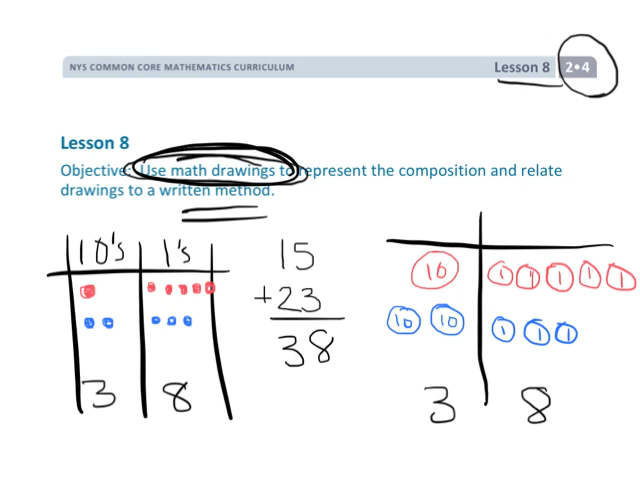 NYS COMMON CORE MATHEMATICS CURRICULUM
Lesson 8
2•4
Lesson 8
Objective: Use math drawings to represent the composition and relate
drawings to a written method.
10's 1's
3 8
15
+23
38
10 1 1 1 1 1
10 10 1 1 1
3 8